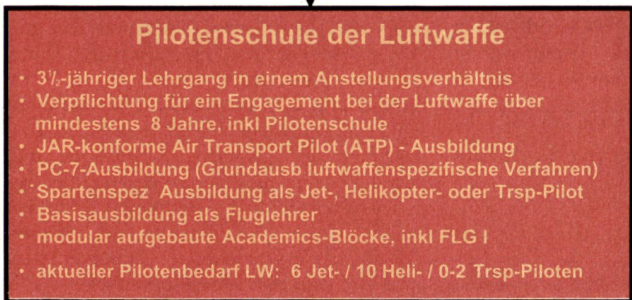 Pilotenschule der Luftwaffe
• 3½-jähriger Lehrgang in einem Anstellungsverhältnis
• Verpflichtung für ein Engagement bei der Luftwaffe über
mindestens 8 Jahre, inkl Pilotenschule
• JAR-konforme Air Transport Pilot (ATP) - Ausbildung
• PC-7-Ausbildung (Grundausb luftwaffenspezifische Verfahren)
• Spartenspez Ausbildung als Jet-, Helikopter- oder Trsp-Pilot
• Basisausbildung als Fluglehrer
• modular aufgebaute Academics-Blöcke, inkl FLG I
• aktueller Pilotenbedarf LW: 6 Jet- / 10 Heli- / 0-2 Trsp-Piloten